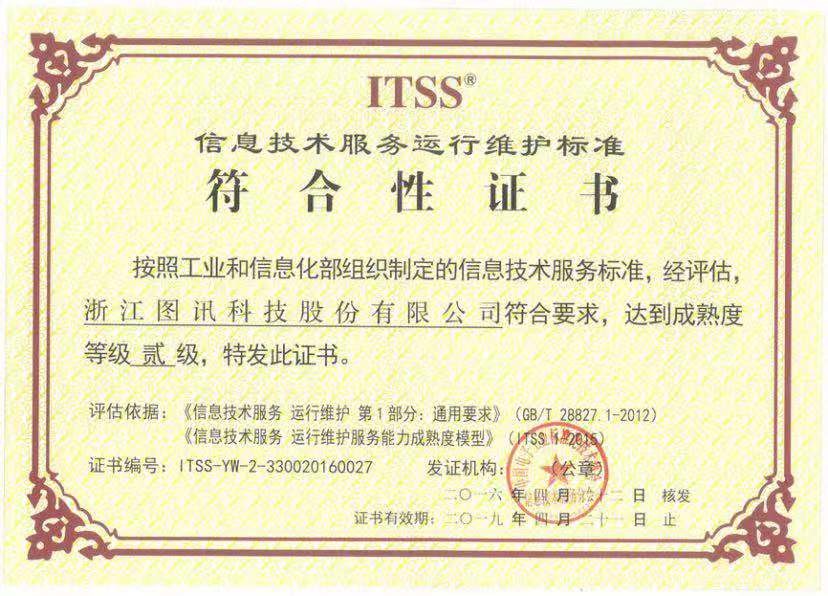 ITSS®
信息技术服务运行维护标准
符合性证书
按照工业和信息化部组织制定的信息技术服务标准，经评估，
浙江图讯科技股份有限公司符合要求，达到成熟度
等级 贰 级，特发此证书。
评估依据：《信息技术服务 运行维护 第1部分：通用要求》（GB/T 28827.1-2012）
《信息技术服务 运行维护服务能力成熟度模型》（ITSS.1-2015）
证书编号：ITSS-YW-2-330020160027 发证机构：（公章）
二〇一六 年 四 月 二十二 日 核发
证书有效期：二〇一九 年 四 月 二十一 日 止